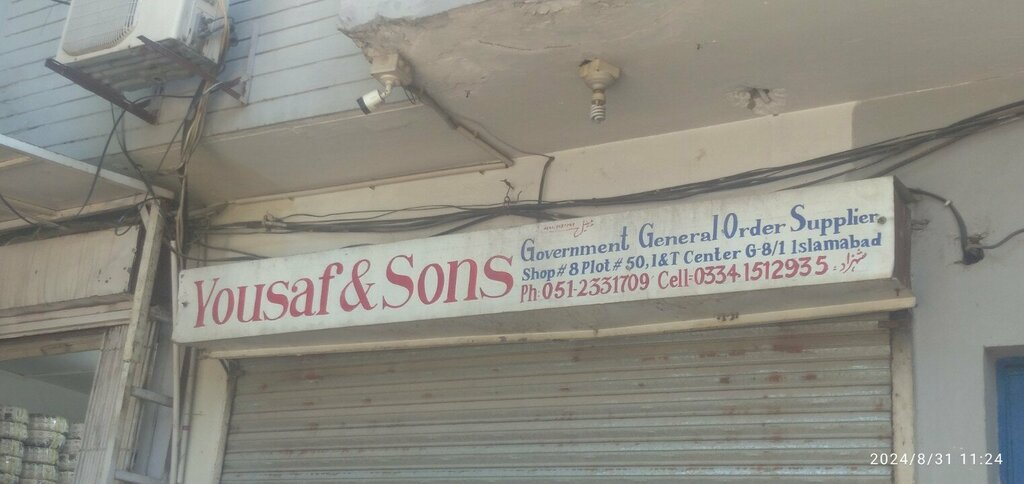 Yousaf & Sons
Government General Order Supplier
Shop # 8 Plot # 50, I&T Center G-8/1 Islamabad
Ph: 051-2331709 Cell-0334-1512935
2024/8/31 11:24